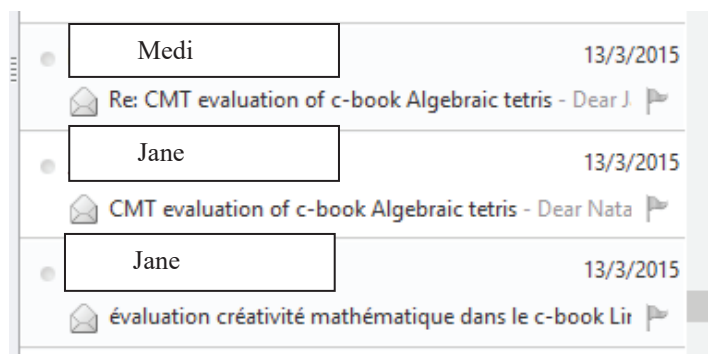 Medi
13/3/2015
Re: CMT evaluation of c-book Algebraic tetris - Dear J
Jane
13/3/2015
CMT evaluation of c-book Algebraic tetris - Dear Nata
Jane
13/3/2015
évaluation créativité mathématique dans le c-book Lir